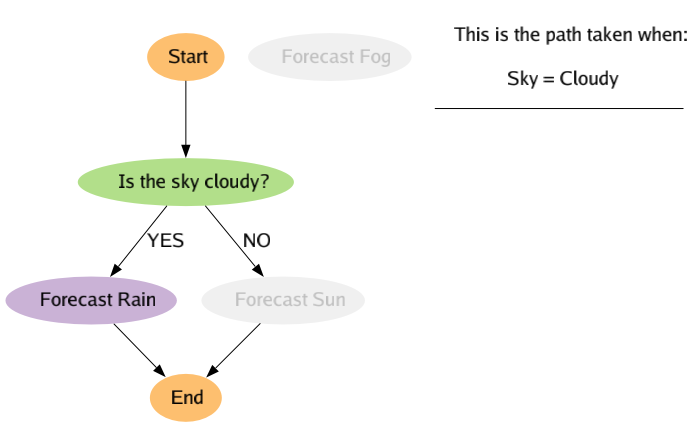 Start
Forecast Fog
This is the path taken when:
Sky = Cloudy
Is the sky cloudy?
YES
NO
Forecast Rain
Forecast Sun
End